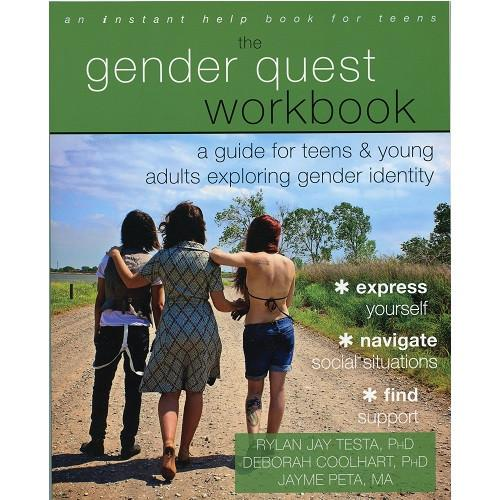 an instant help book for teens
the
gender quest
workbook
a guide for teens & young
adults exploring gender identity
* express
yourself
* navigate
social situations
* find
support
RYLAN JAY TESTA, PHD
DEBORAH COOLHART, PHD
JAYME PETA, MA